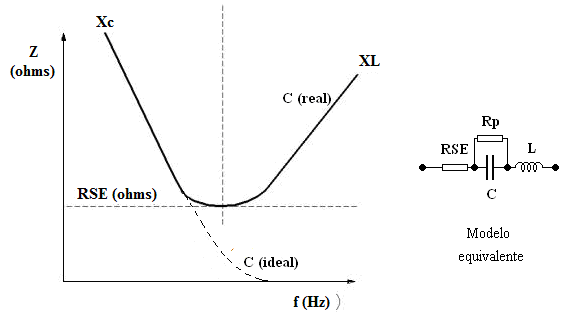 Xc
Z
(ohms)
XL
C (real)
RSE (ohms)
C (ideal)
f (Hz) )
Rp
RSE
L
C
Modelo
equivalente